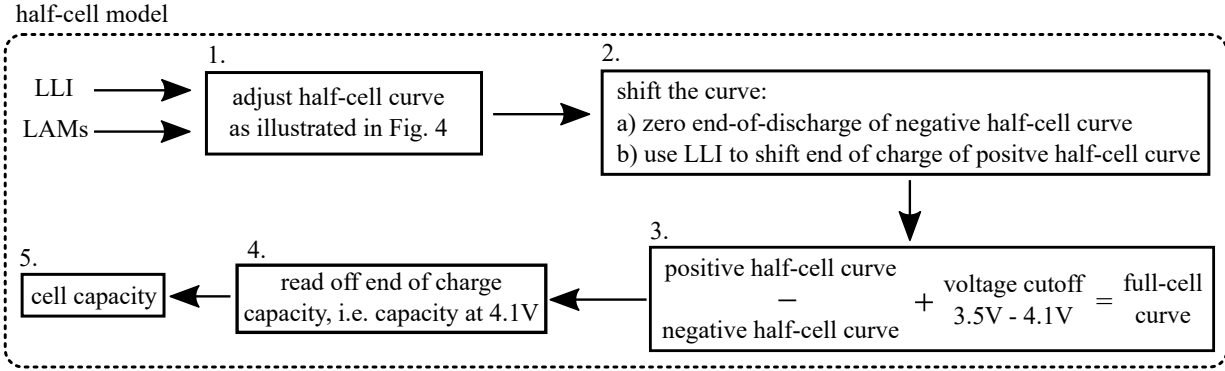 half-cell model
LLI
LAMs
1.
adjust half-cell curve
as illustrated in Fig. 4
2.
shift the curve:
a) zero end-of-discharge of negative half-cell curve
b) use LLI to shift end of charge of positve half-cell curve
3.
positive half-cell curve
−
negative half-cell curve
+
voltage cutoff
3.5V - 4.1V
=
full-cell
curve
4.
read off end of charge
capacity, i.e. capacity at 4.1V
5.
cell capacity